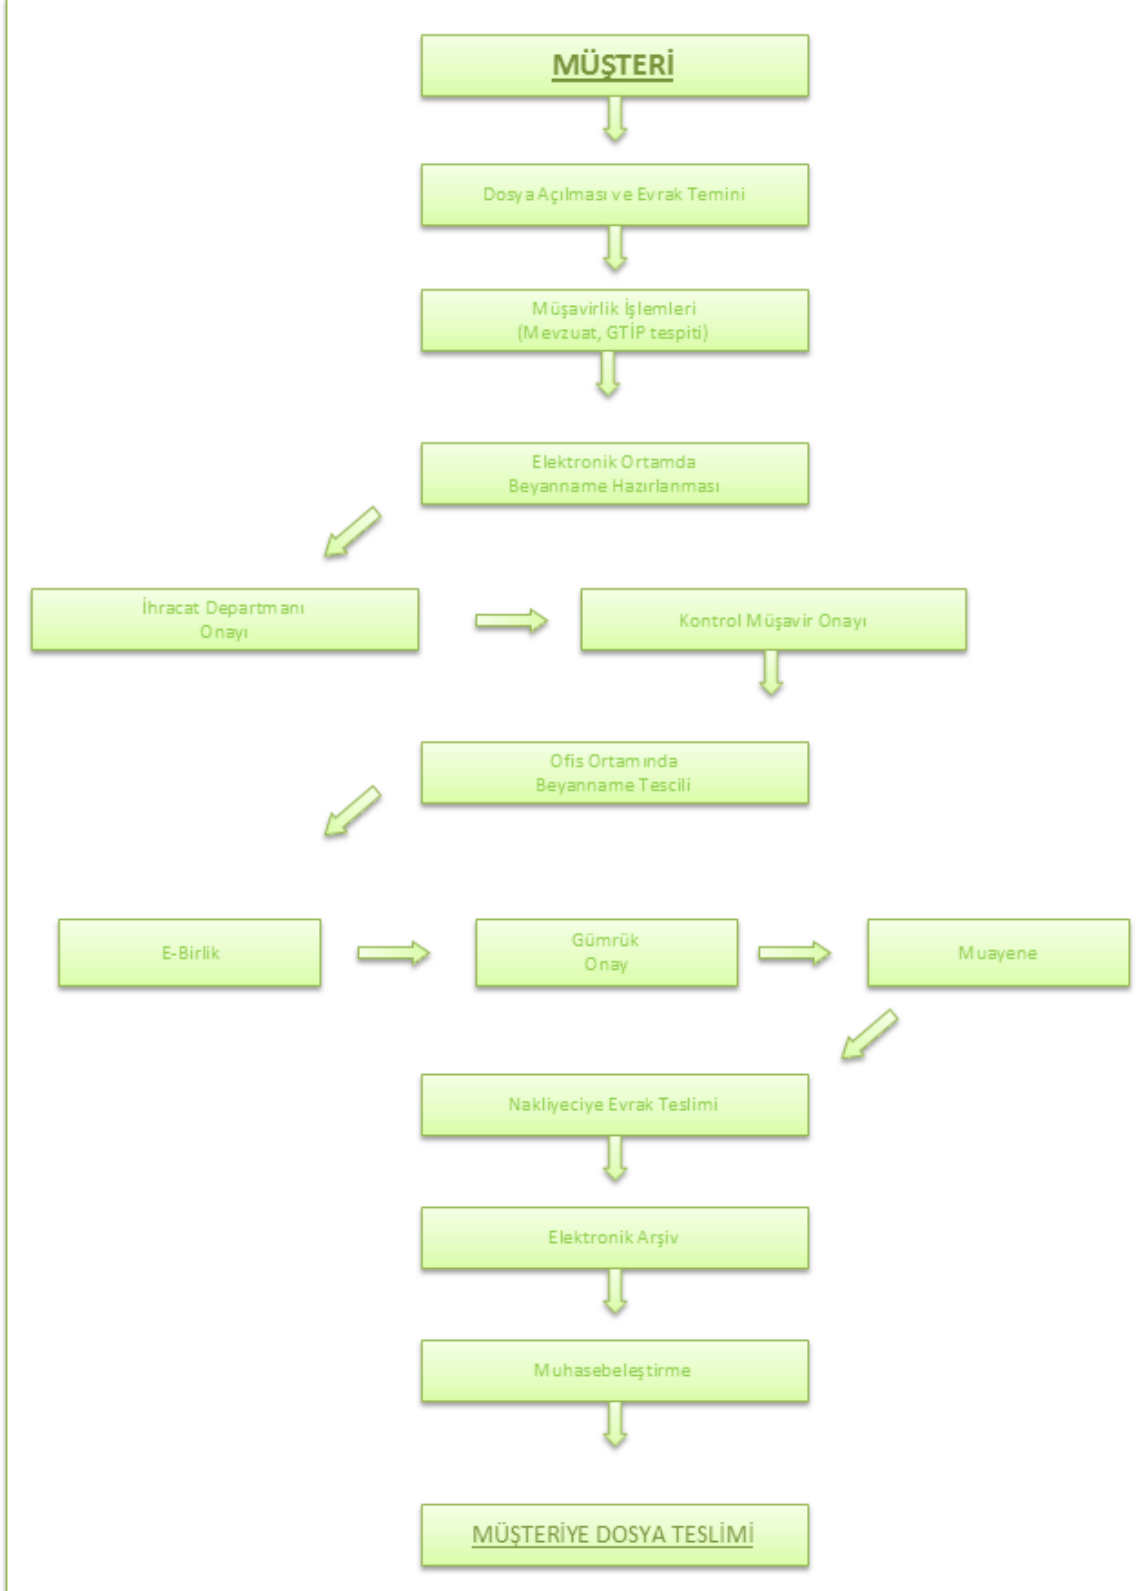 MÜŞTERİ
Dosya Açılması ve Evrak Temini
Müşavirlik İşlemleri
(Mevzuat, GTİP tespiti)
Elektronik Ortamda
Beyanname Hazırlanması
İhracat Departmanı
Onayı
Kontrol Müşavir Onayı
Ofis Ortamında
Beyanname Tescili
E-Birlik
Gümrük
Onay
Muayene
Nakliyeciye Evrak Teslimi
Elektronik Arşiv
Muhasebeleştirme
MÜŞTERİYE DOSYA TESLİMİ